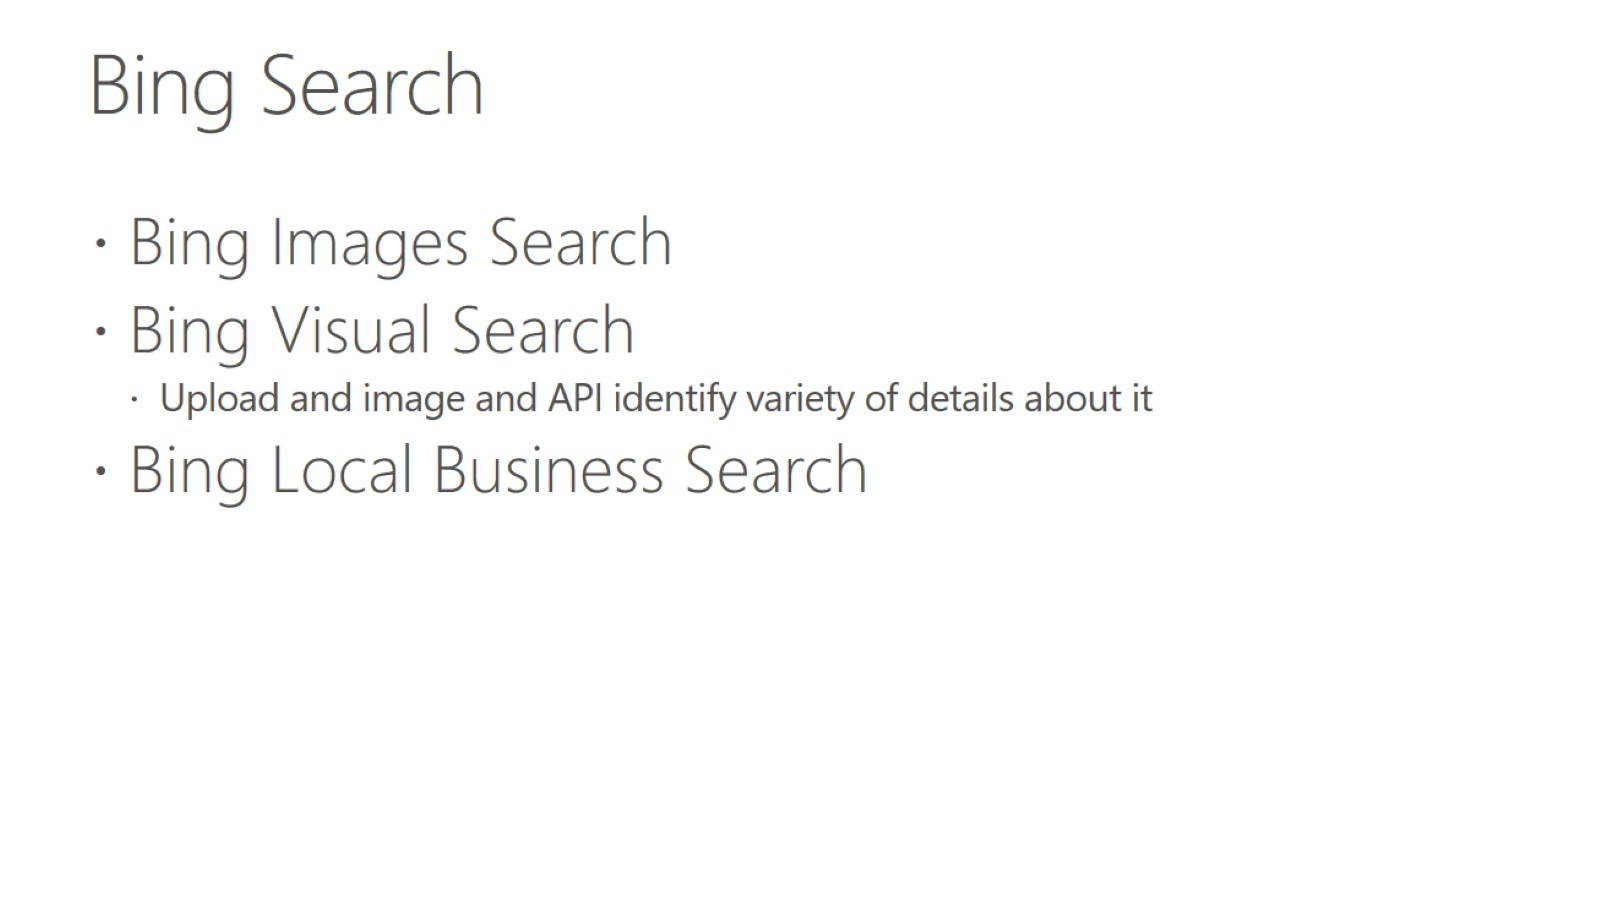 Bing Search
• Bing Images Search
• Bing Visual Search
• Upload and image and API identify variety of details about it
• Bing Local Business Search